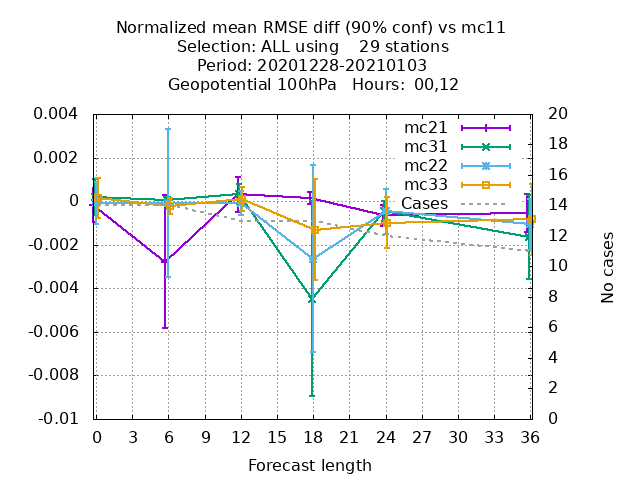 Normalized mean RMSE diff (90% conf) vs mc11
Selection: ALL using    29 stations
Period: 20201228-20210103
Geopotential 100hPa   Hours: 00,12
0.004
0.002
0
-0.002
-0.004
-0.006
-0.008
-0.01
mc21
mc31
mc22
mc33
Cases
20
18
16
14
12
10
8
6
4
2
0
No cases
0 3 6 9 12 15 18 21 24 27 30 33 36
Forecast length